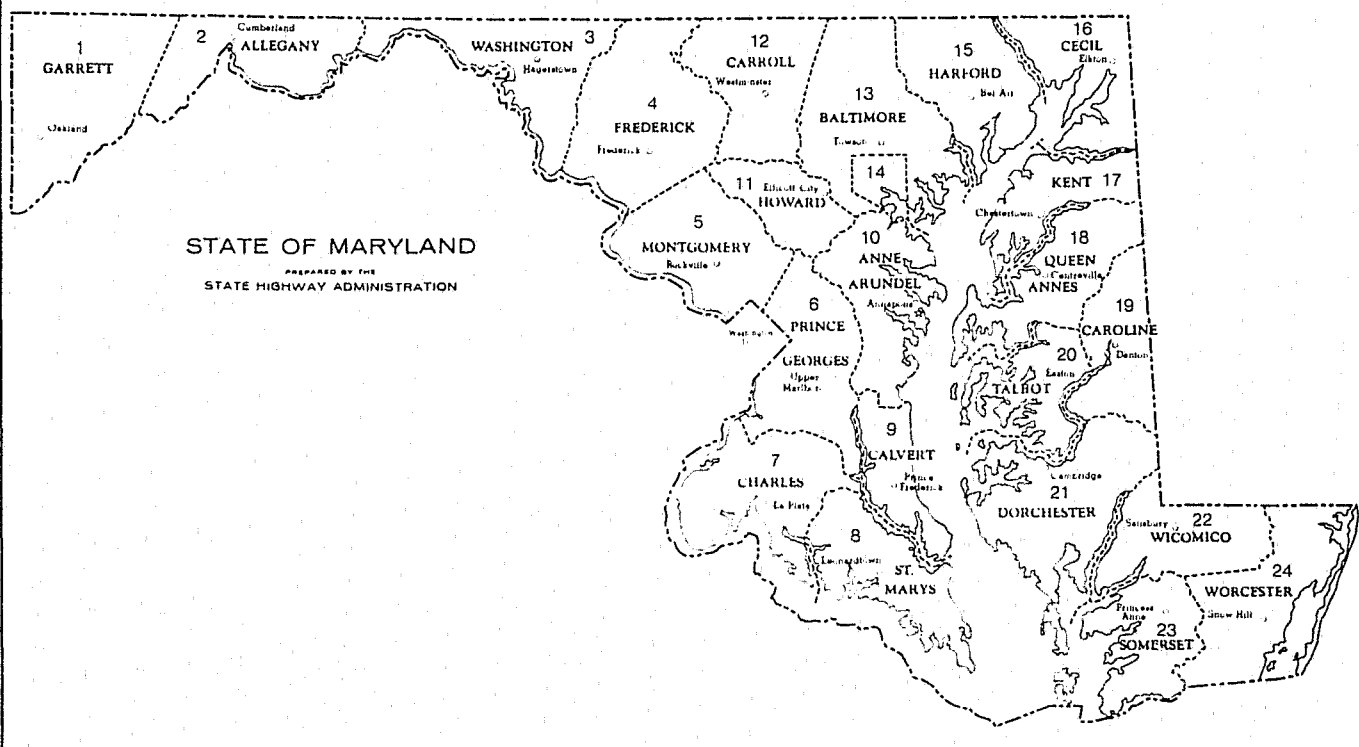 1
GARRETT
Oakland
2
Cumberland
ALLEGANY
WASHINGTON
3
Hagerstown
4
FREDERICK
Frederick
12
CARROLL
Westminster
13
BALTIMORE
Towson
14
15
HARFORD
Bel Air
16
CECIL
Elkton
KENT 17
Chestertown
11
Ellicott City
HOWARD
5
MONTGOMERY
Rockville
10
ANNE
ARUNDEL
Annapolis
18
QUEEN
Centreville
ANNES
STATE OF MARYLAND
PREPARED BY THE
STATE HIGHWAY ADMINISTRATION
6
PRINCE
GEORGES
Upper
Marlboro
Washington
19
CAROLINE
Denton
20
Easton
TALBOT
9
CALVERT
Prince
Frederick
7
CHARLES
La Plata
8
Leonardtown
ST.
MARYS
Cambridge
21
DORCHESTER
Salisbury
22
WICOMICO
24
WORCESTER
Snow Hill
Princess
Anne
23
SOMERSET